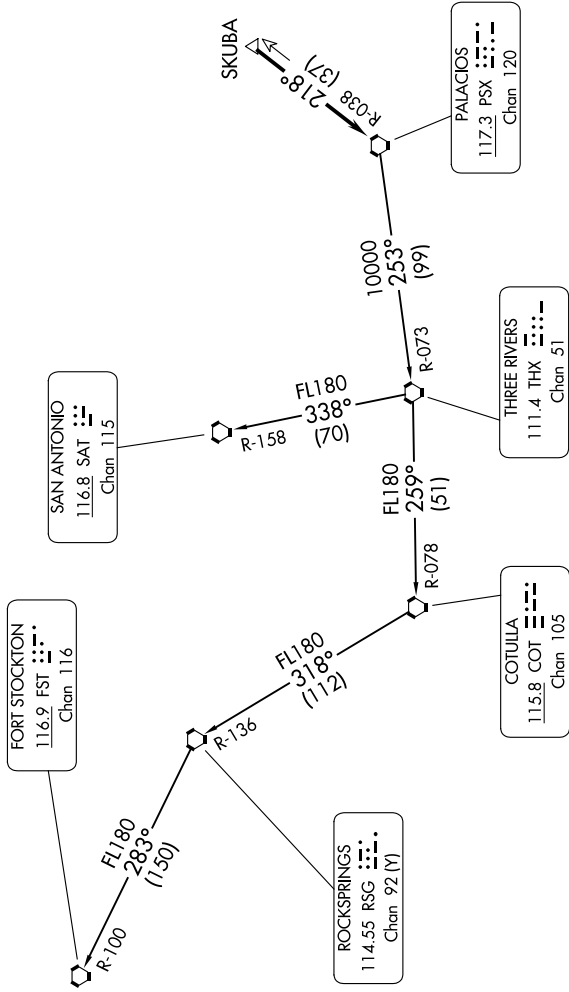 FORT STOCKTON
116.9 FST
Chan 116
SAN ANTONIO
116.8 SAT
Chan 115
SKUBA
218°
(37)
R-038
PALACIOS
117.3 PSX
Chan 120
10000
253°
(99)
R-073
THREE RIVERS
111.4 THX
Chan 51
FL180
338°
(70)
R-158
FL180
259°
(51)
R-078
COTULLA
115.8 COT
Chan 105
FL180
318°
(112)
R-136
ROCKSPRINGS
114.55 RSG
Chan 92 (Y)
FL180
283°
(150)
R-100